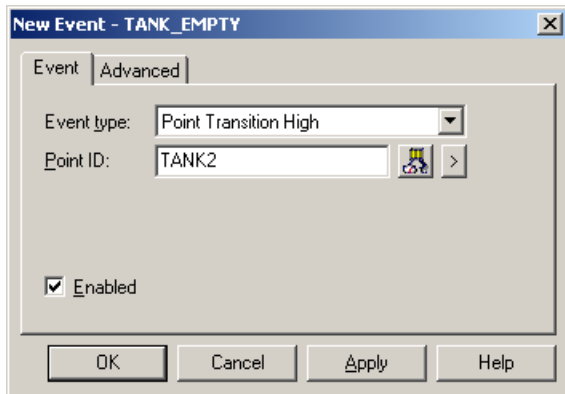 New Event - TANK_EMPTY
Event Advanced
Event type: Point Transition High
Point ID: TANK2 >
Enabled
OK Cancel Apply Help